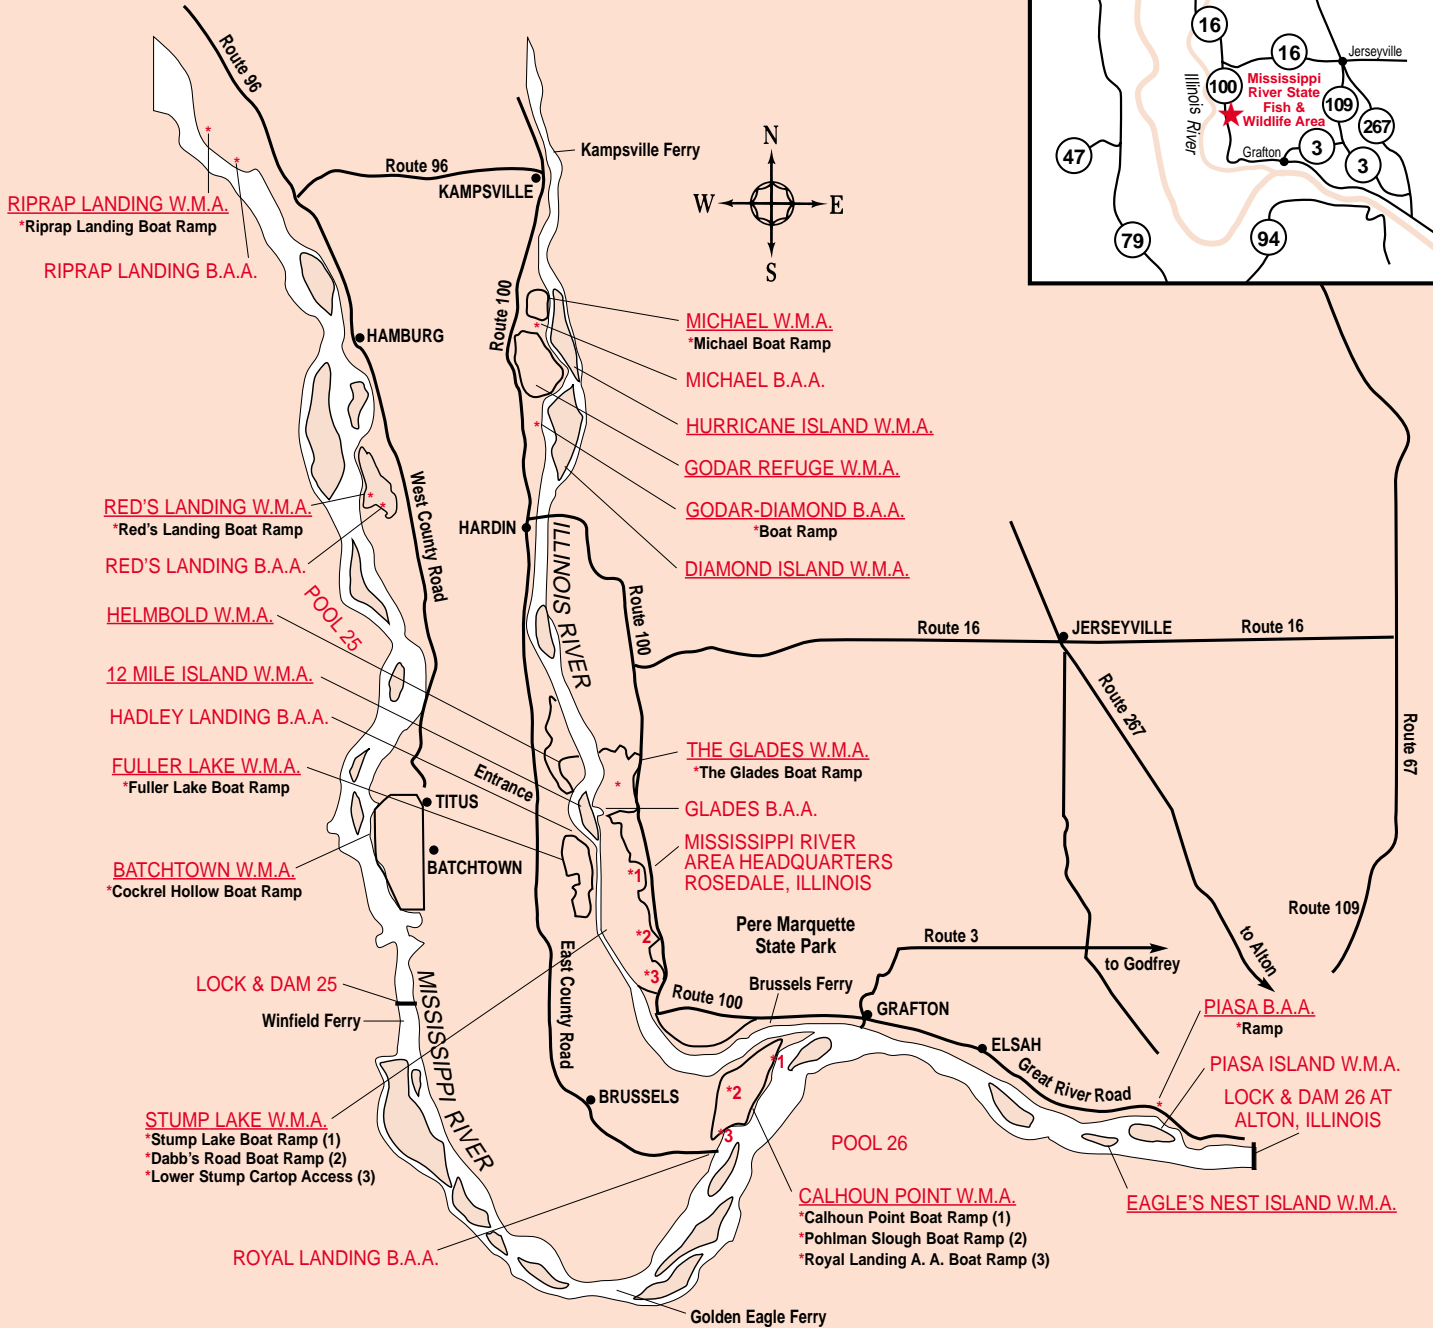 Route 96
16
16
Jerseyville
100
Illinois River
Mississippi
River State
Fish &
Wildlife Area
109
267
47
Grafton
3
3
79
94
Route 96
Kampsville Ferry
KAMPSVILLE
N
W
E
S
RIPRAP LANDING W.M.A.
*Riprap Landing Boat Ramp
RIPRAP LANDING B.A.A.
Route 100
HAMBURG
MICHAEL W.M.A.
*Michael Boat Ramp
MICHAEL B.A.A.
HURRICANE ISLAND W.M.A.
GODAR REFUGE W.M.A.
GODAR-DIAMOND B.A.A.
*Boat Ramp
DIAMOND ISLAND W.M.A.
RED'S LANDING W.M.A.
*Red's Landing Boat Ramp
RED'S LANDING B.A.A.
West County Road
HARDIN
ILLINOIS RIVER
Route 100
POOL 25
HELMBOLD W.M.A.
12 MILE ISLAND W.M.A.
HADLEY LANDING B.A.A.
FULLER LAKE W.M.A.
*Fuller Lake Boat Ramp
Entrance
Route 16
JERSEYVILLE
Route 16
Route 267
Route 67
THE GLADES W.M.A.
*The Glades Boat Ramp
GLADES B.A.A.
MISSISSIPPI RIVER
AREA HEADQUARTERS
ROSEDALE, ILLINOIS
TITUS
BATCHTOWN
BATCHTOWN W.M.A.
*Cockrel Hollow Boat Ramp
*1
*2
*3
Pere Marquette
State Park
Route 3
to Godfrey
Route 109
to Alton
LOCK & DAM 25
Winfield Ferry
MISSISSIPPI RIVER
East County Road
Route 100
Brussels Ferry
GRAFTON
ELSAH
Great River Road
PIASA B.A.A.
*Ramp
PIASA ISLAND W.M.A.
LOCK & DAM 26 AT
ALTON, ILLINOIS
BRUSSELS
*1
*2
*3
POOL 26
STUMP LAKE W.M.A.
*Stump Lake Boat Ramp (1)
*Dabb's Road Boat Ramp (2)
*Lower Stump Cartop Access (3)
CALHOUN POINT W.M.A.
*Calhoun Point Boat Ramp (1)
*Pohlman Slough Boat Ramp (2)
*Royal Landing A. A. Boat Ramp (3)
EAGLE'S NEST ISLAND W.M.A.
ROYAL LANDING B.A.A.
Golden Eagle Ferry